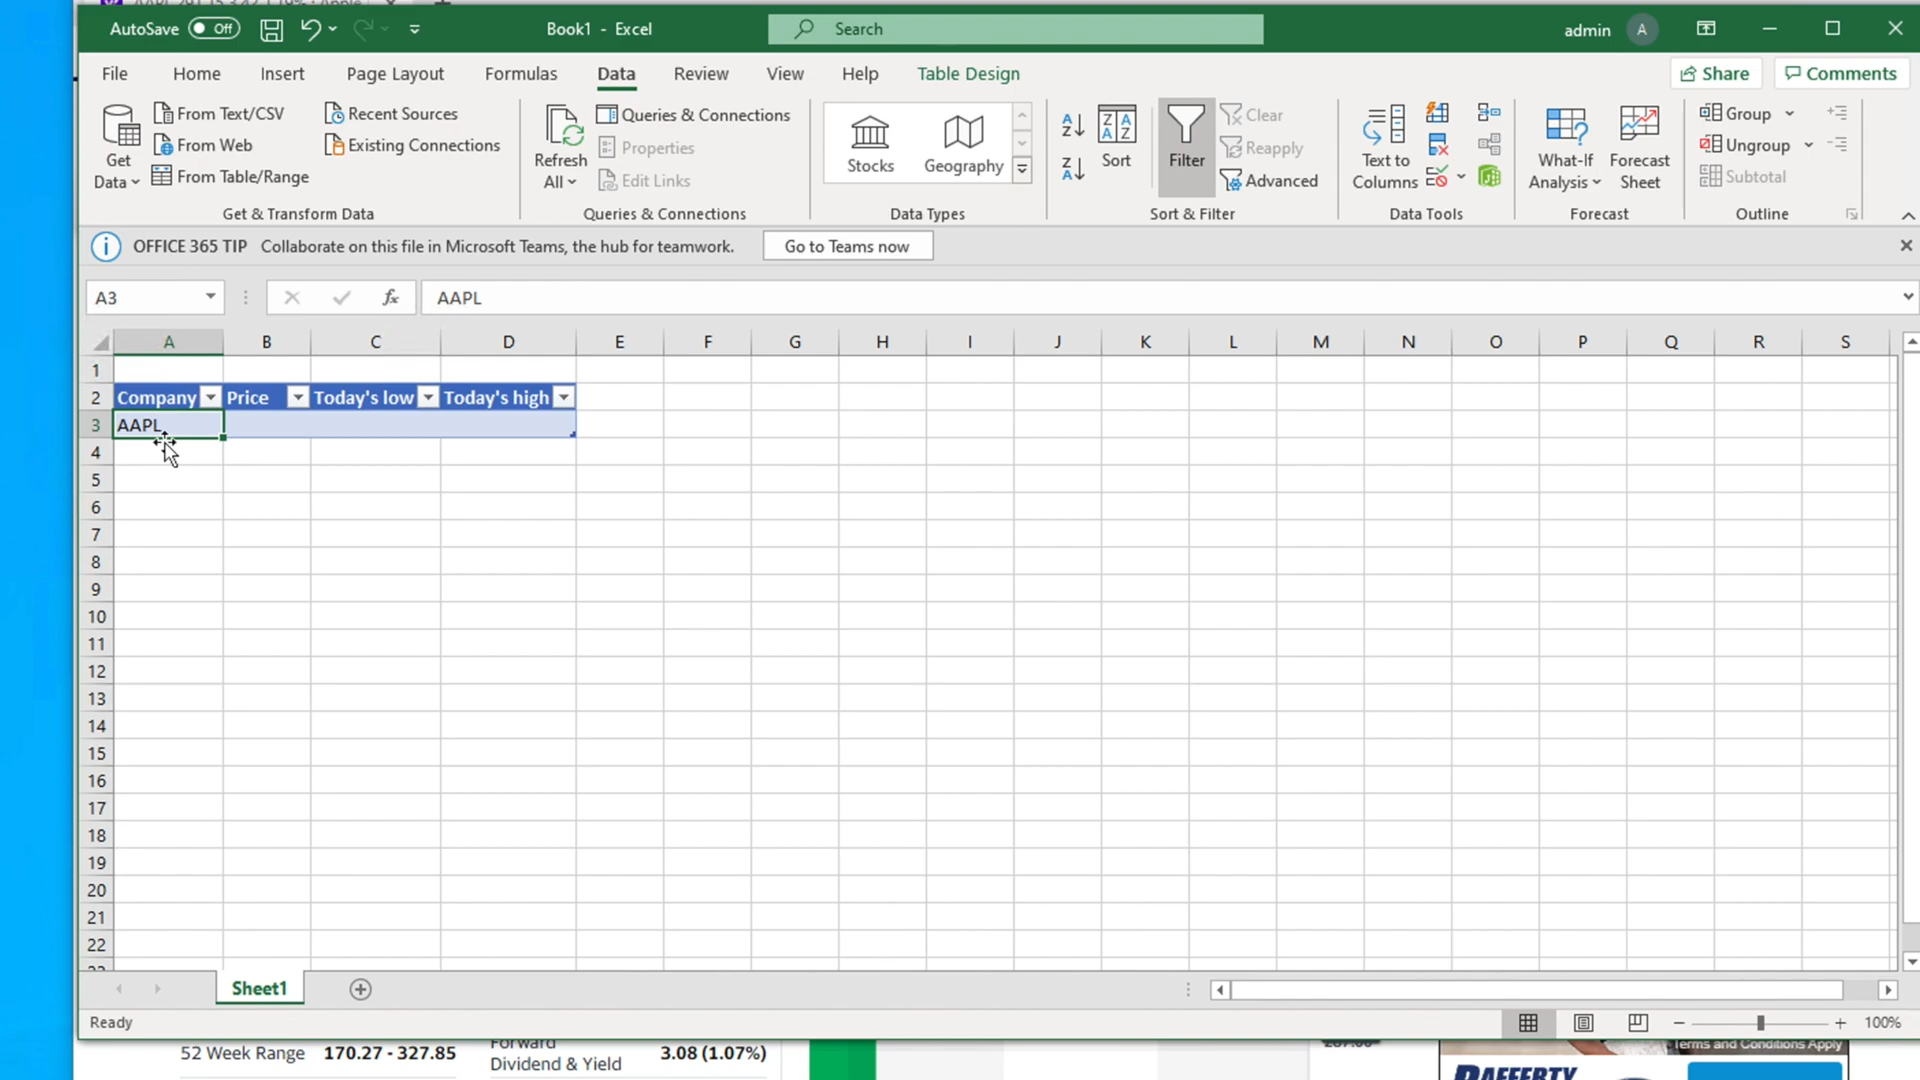 AutoSave Off Book1 - Excel Search admin A
File Home Insert Page Layout Formulas Data Review View Help Table Design Share Comments
Get Data
From Text/CSV
From Web
From Table/Range
Recent Sources
Existing Connections
Get & Transform Data
Refresh All
Queries & Connections
Properties
Edit Links
Queries & Connections
Stocks Geography
Data Types
Sort
Filter
Clear
Reapply
Advanced
Sort & Filter
Text to Columns
Data Tools
What-If Analysis
Forecast Sheet
Forecast
Group
Ungroup
Subtotal
Outline
OFFICE 365 TIP Collaborate on this file in Microsoft Teams, the hub for teamwork. Go to Teams now
A3 fx AAPL
A B C D E F G H I J K L M N O P Q R S
1
2 Company Price Today's low Today's high
3 AAPL
4
5
6
7
8
9
10
11
12
13
14
15
16
17
18
19
20
21
22
Sheet1
Ready 100%
52 Week Range 170.27 - 327.85 Forward Dividend & Yield 3.08 (1.07%)
Terms and Conditions Apply
RAFFERTY